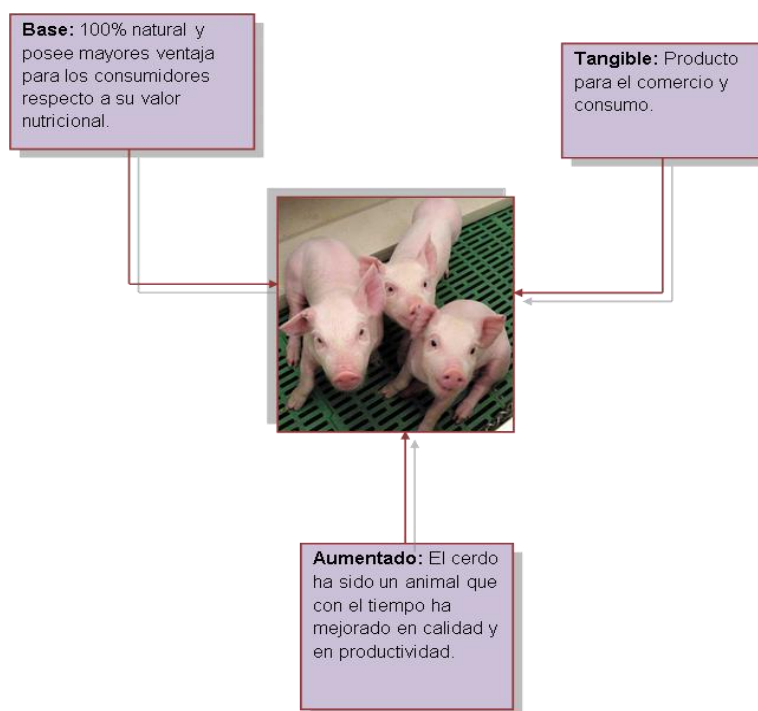 Base: 100% natural y
posee mayores ventaja
para los consumidores
respecto a su valor
nutricional.
Tangible: Producto
para el comercio y
consumo.
Aumentado: El cerdo
ha sido un animal que
con el tiempo ha
mejorado en calidad y
en productividad.